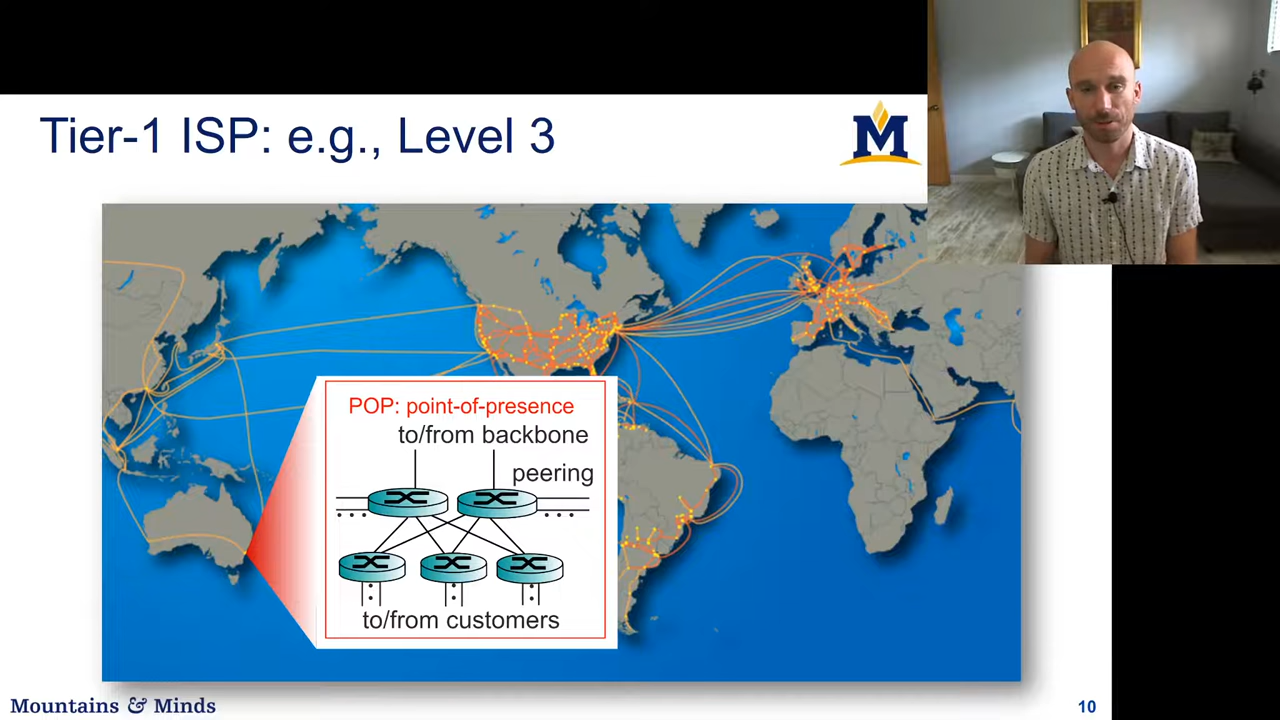 Tier-1 ISP: e.g., Level 3
M
POP: point-of-presence
to/from backbone
peering
to/from customers
Mountains & Minds
10